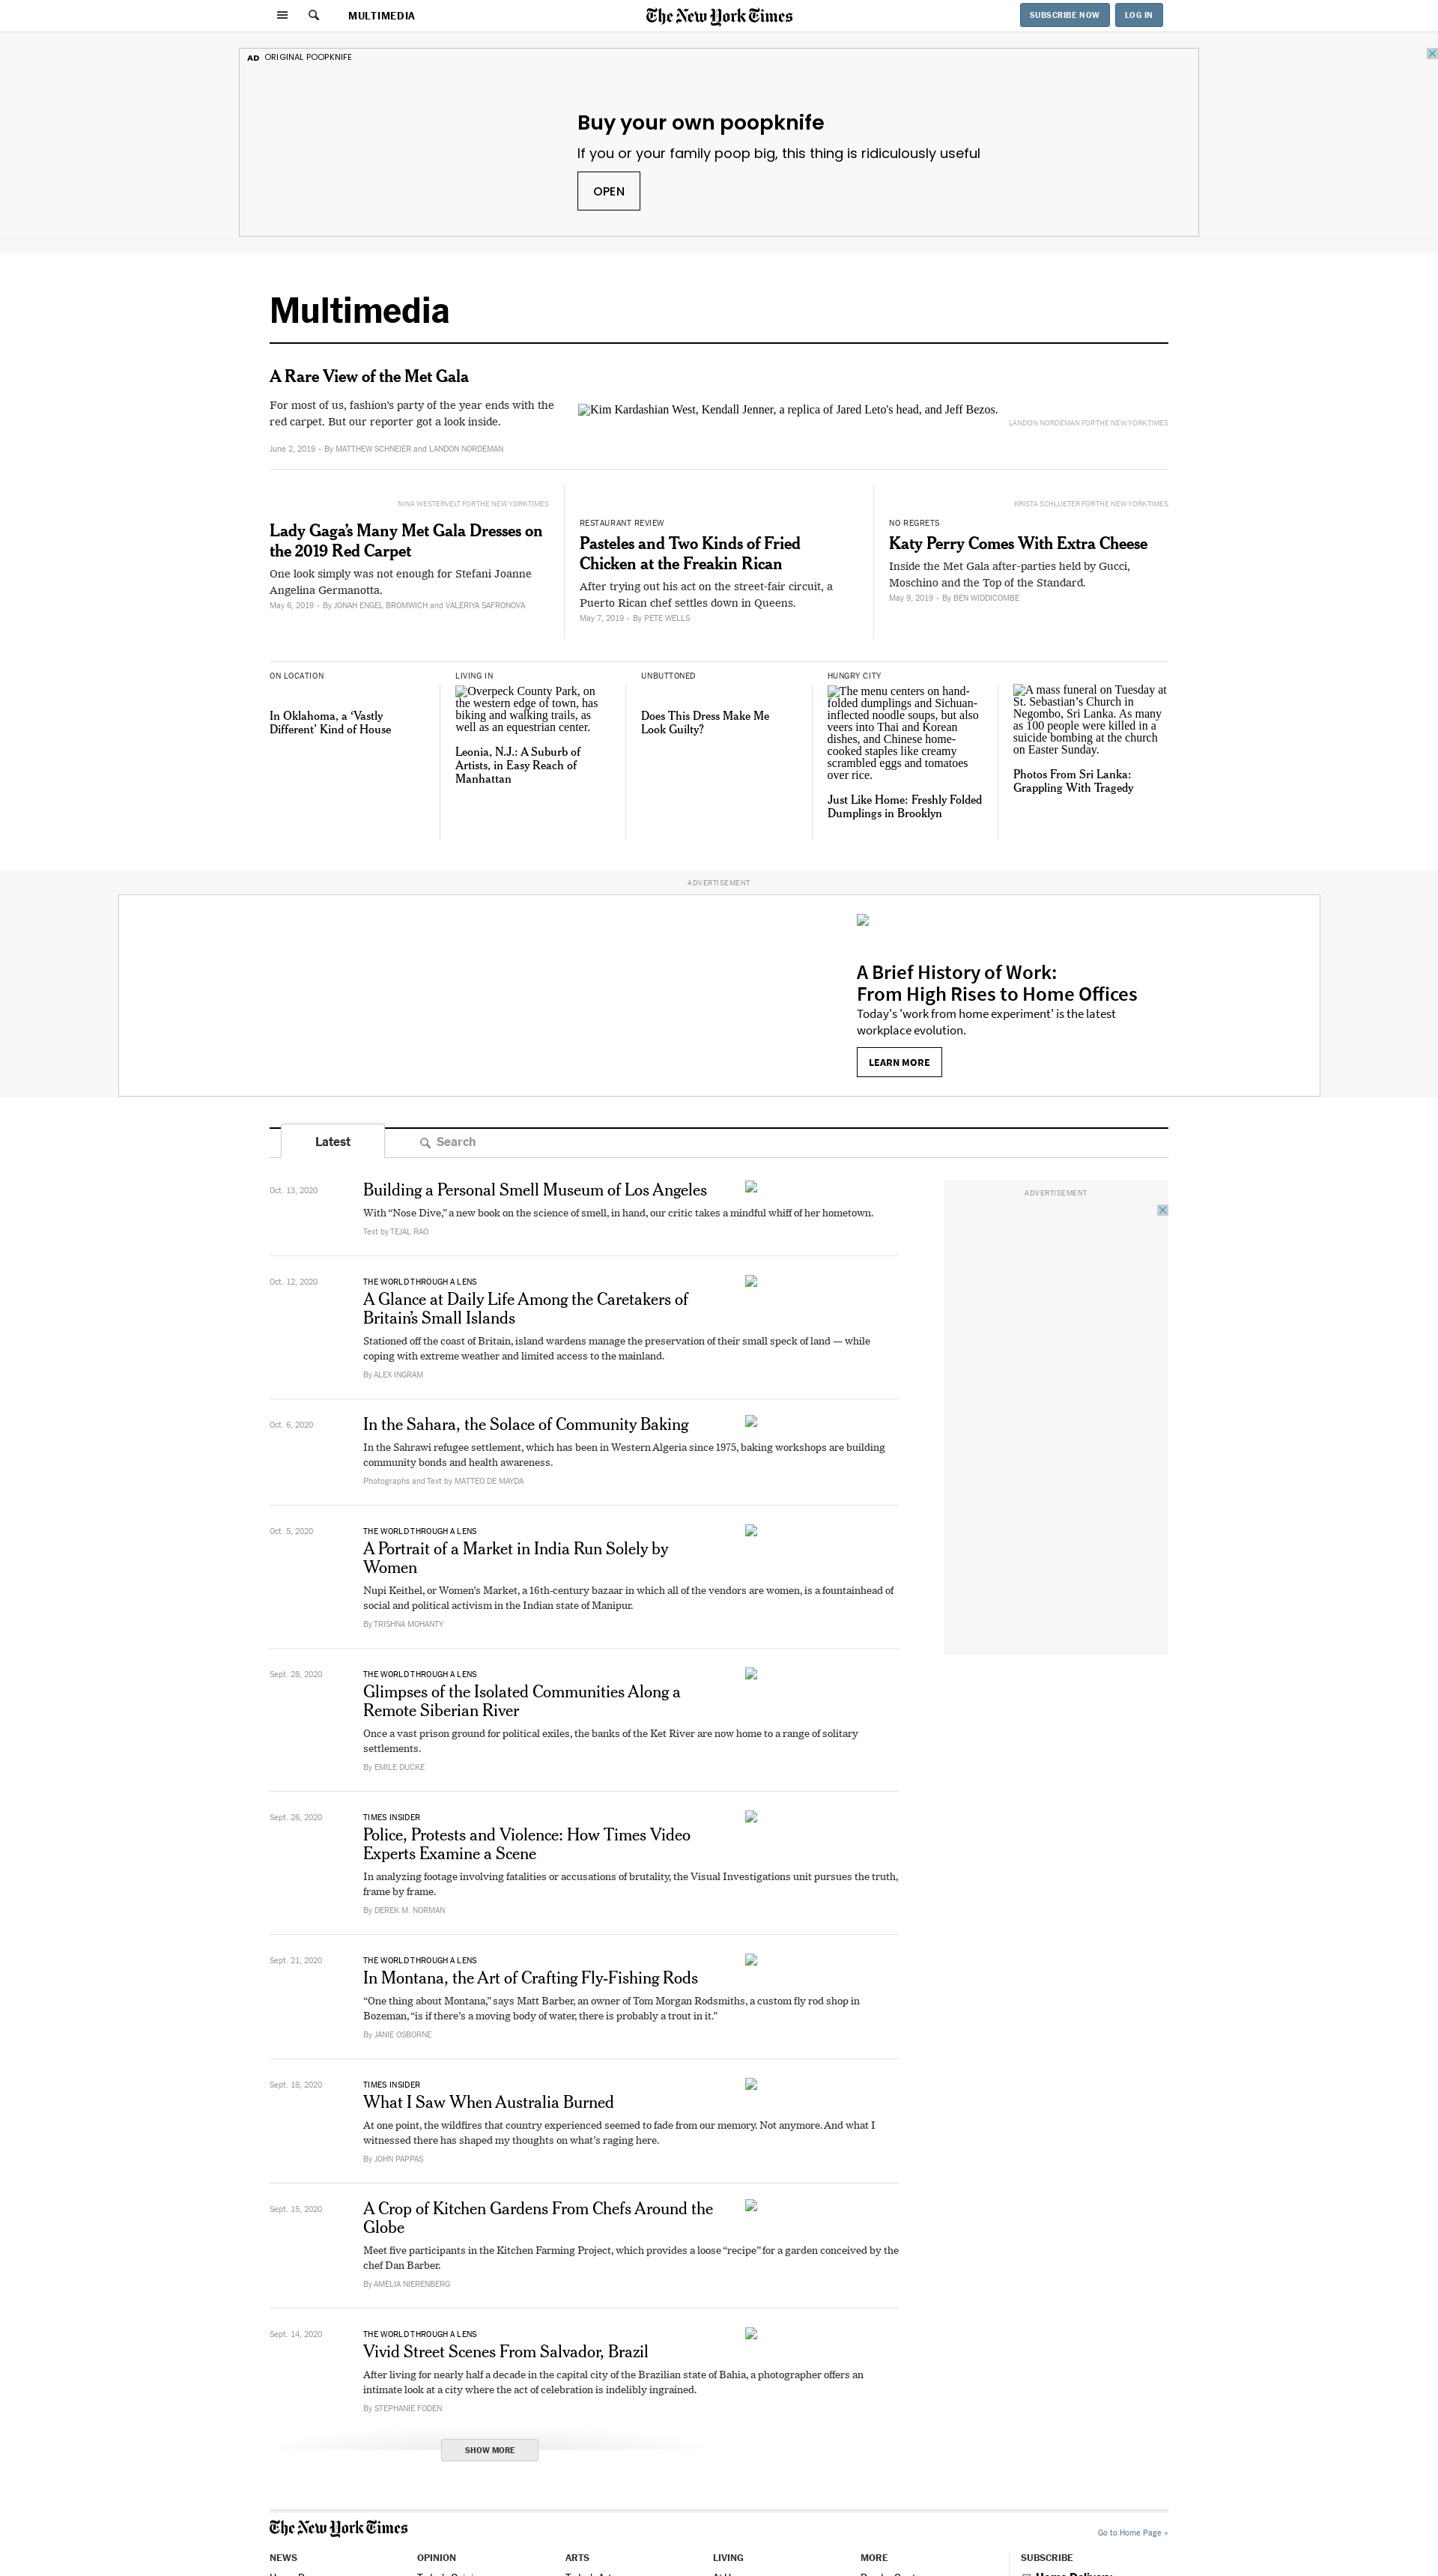 MULTIMEDIA
The New York Times
SUBSCRIBE NOW
LOG IN
AD ORIGINAL POOPKNIFE
Buy your own poopknife
If you or your family poop big, this thing is ridiculously useful
OPEN
Multimedia
A Rare View of the Met Gala
For most of us, fashion's party of the year ends with the
red carpet. But our reporter got a look inside.
June 2, 2019 • By MATTHEW SCHNEIER and LANDON NORDEMAN
Kim Kardashian West, Kendall Jenner, a replica of Jared Leto's head, and Jeff Bezos.
LANDON NORDEMAN FOR THE NEW YORK TIMES
NINA WESTERVELT FOR THE NEW YORK TIMES
Lady Gaga's Many Met Gala Dresses on
the 2019 Red Carpet
One look simply was not enough for Stefani Joanne
Angelina Germanotta.
May 6, 2019 • By JONAH ENGEL BROMWICH and VALERIYA SAFRONOVA
RESTAURANT REVIEW
Pasteles and Two Kinds of Fried
Chicken at the Freakin Rican
After trying out his act on the street-fair circuit, a
Puerto Rican chef settles down in Queens.
May 7, 2019 • By PETE WELLS
KRISTA SCHLUETER FOR THE NEW YORK TIMES
NO REGRETS
Katy Perry Comes With Extra Cheese
Inside the Met Gala after-parties held by Gucci,
Moschino and the Top of the Standard.
May 9, 2019 • By BEN WIDDICOMBE
ON LOCATION
In Oklahoma, a ‘Vastly
Different’ Kind of House
LIVING IN
Overpeck County Park, on
the western edge of town, has
biking and walking trails, as
well as an equestrian center.
Leonia, N.J.: A Suburb of
Artists, in Easy Reach of
Manhattan
UNBUTTONED
Does This Dress Make Me
Look Guilty?
HUNGRY CITY
The menu centers on hand-
folded dumplings and Sichuan-
inflected noodle soups, but also
veers into Thai and Korean
dishes, and Chinese home-
cooked staples like creamy
scrambled eggs and tomatoes
over rice.
Just Like Home: Freshly Folded
Dumplings in Brooklyn
A mass funeral on Tuesday at
St. Sebastian's Church in
Negombo, Sri Lanka. As many
as 100 people were killed in a
suicide bombing at the church
on Easter Sunday.
Photos From Sri Lanka:
Grappling With Tragedy
ADVERTISEMENT
A Brief History of Work:
From High Rises to Home Offices
Today's 'work from home experiment' is the latest
workplace evolution.
LEARN MORE
Latest
Search
ADVERTISEMENT
Oct. 13, 2020
Building a Personal Smell Museum of Los Angeles
With “Nose Dive,” a new book on the science of smell, in hand, our critic takes a mindful whiff of her hometown.
Text by TEJAL RAO
Oct. 12, 2020
THE WORLD THROUGH A LENS
A Glance at Daily Life Among the Caretakers of
Britain's Small Islands
Stationed off the coast of Britain, island wardens manage the preservation of their small speck of land — while
coping with extreme weather and limited access to the mainland.
By ALEX INGRAM
Oct. 6, 2020
In the Sahara, the Solace of Community Baking
In the Sahrawi refugee settlement, which has been in Western Algeria since 1975, baking workshops are building
community bonds and health awareness.
Photographs and Text by MATTEO DE MAYDA
Oct. 5, 2020
THE WORLD THROUGH A LENS
A Portrait of a Market in India Run Solely by
Women
Nupi Keithel, or Women's Market, a 16th-century bazaar in which all of the vendors are women, is a fountainhead of
social and political activism in the Indian state of Manipur.
By TRISHNA MOHANTY
Sept. 28, 2020
THE WORLD THROUGH A LENS
Glimpses of the Isolated Communities Along a
Remote Siberian River
Once a vast prison ground for political exiles, the banks of the Ket River are now home to a range of solitary
settlements.
By EMILE DUCKE
Sept. 26, 2020
TIMES INSIDER
Police, Protests and Violence: How Times Video
Experts Examine a Scene
In analyzing footage involving fatalities or accusations of brutality, the Visual Investigations unit pursues the truth,
frame by frame.
By DEREK M. NORMAN
Sept. 21, 2020
THE WORLD THROUGH A LENS
In Montana, the Art of Crafting Fly-Fishing Rods
“One thing about Montana,” says Matt Barber, an owner of Tom Morgan Rodsmiths, a custom fly rod shop in
Bozeman, “is if there's a moving body of water, there is probably a trout in it.”
By JANIE OSBORNE
Sept. 18, 2020
TIMES INSIDER
What I Saw When Australia Burned
At one point, the wildfires that country experienced seemed to fade from our memory. Not anymore. And what I
witnessed there has shaped my thoughts on what's raging here.
By JOHN PAPPAS
Sept. 15, 2020
A Crop of Kitchen Gardens From Chefs Around the
Globe
Meet five participants in the Kitchen Farming Project, which provides a loose “recipe” for a garden conceived by the
chef Dan Barber.
By AMELIA NIERENBERG
Sept. 14, 2020
THE WORLD THROUGH A LENS
Vivid Street Scenes From Salvador, Brazil
After living for nearly half a decade in the capital city of the Brazilian state of Bahia, a photographer offers an
intimate look at a city where the act of celebration is indelibly ingrained.
By STEPHANIE FODEN
SHOW MORE
The New York Times
Go to Home Page »
NEWS
OPINION
ARTS
LIVING
MORE
SUBSCRIBE